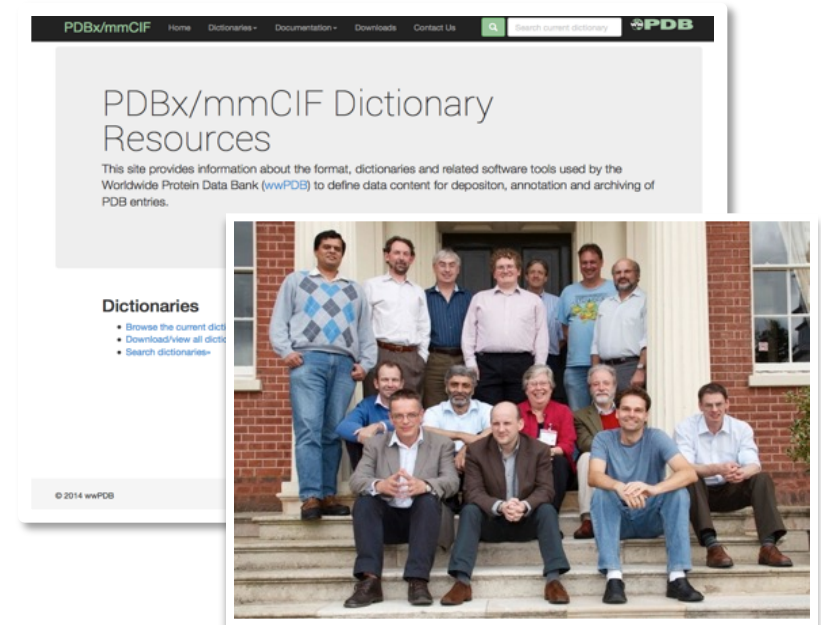 PDBx/mmCIF Home Dictionaries Documentation Downloads Contact Us Search current dictionary PDB
PDBx/mmCIF Dictionary
Resources
This site provides information about the format, dictionaries and related software tools used by the
Worldwide Protein Data Bank (wwPDB) to define data content for depositon, annotation and archiving of
PDB entries.
Dictionaries
Browse the current dicti
Download/view all dictio
Search dictionaries»
© 2014 wwPDB